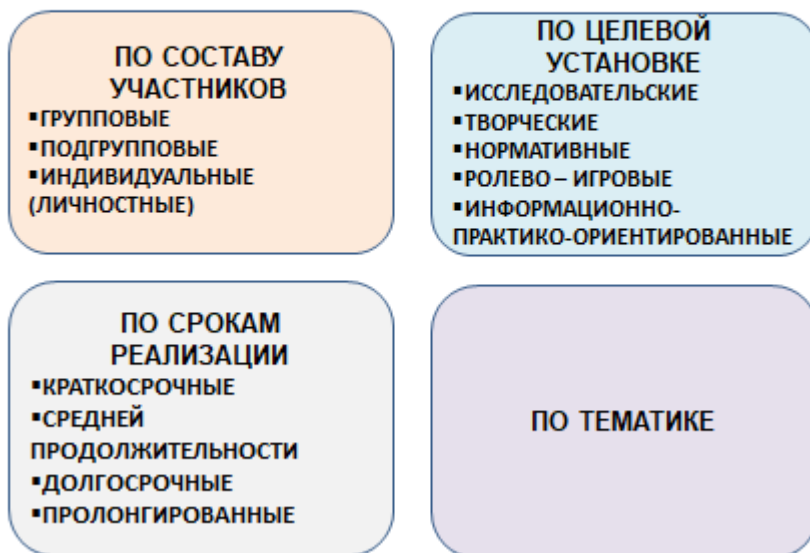 ПО СОСТАВУ
УЧАСТНИКОВ
▪ГРУППОВЫЕ
▪ПОДГРУППОВЫЕ
▪ИНДИВИДУАЛЬНЫЕ
(ЛИЧНОСТНЫЕ)
ПО ЦЕЛЕВОЙ
УСТАНОВКЕ
▪ИССЛЕДОВАТЕЛЬСКИЕ
▪ТВОРЧЕСКИЕ
▪НОРМАТИВНЫЕ
▪РОЛЕВО – ИГРОВЫЕ
▪ИНФОРМАЦИОННО-
ПРАКТИКО-ОРИЕНТИРОВАННЫЕ
ПО СРОКАМ
РЕАЛИЗАЦИИ
▪КРАТКОСРОЧНЫЕ
▪СРЕДНЕЙ
ПРОДОЛЖИТЕЛЬНОСТИ
▪ДОЛГОСРОЧНЫЕ
▪ПРОЛОНГИРОВАННЫЕ
ПО ТЕМАТИКЕ